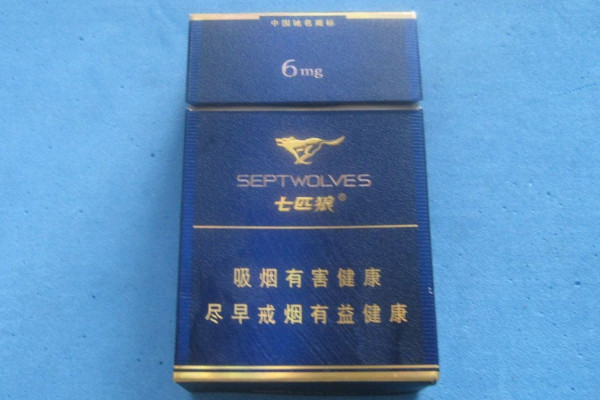 中国驰名商标
6mg
SEPTWOLVES
七匹狼®
吸烟有害健康
尽早戒烟有益健康